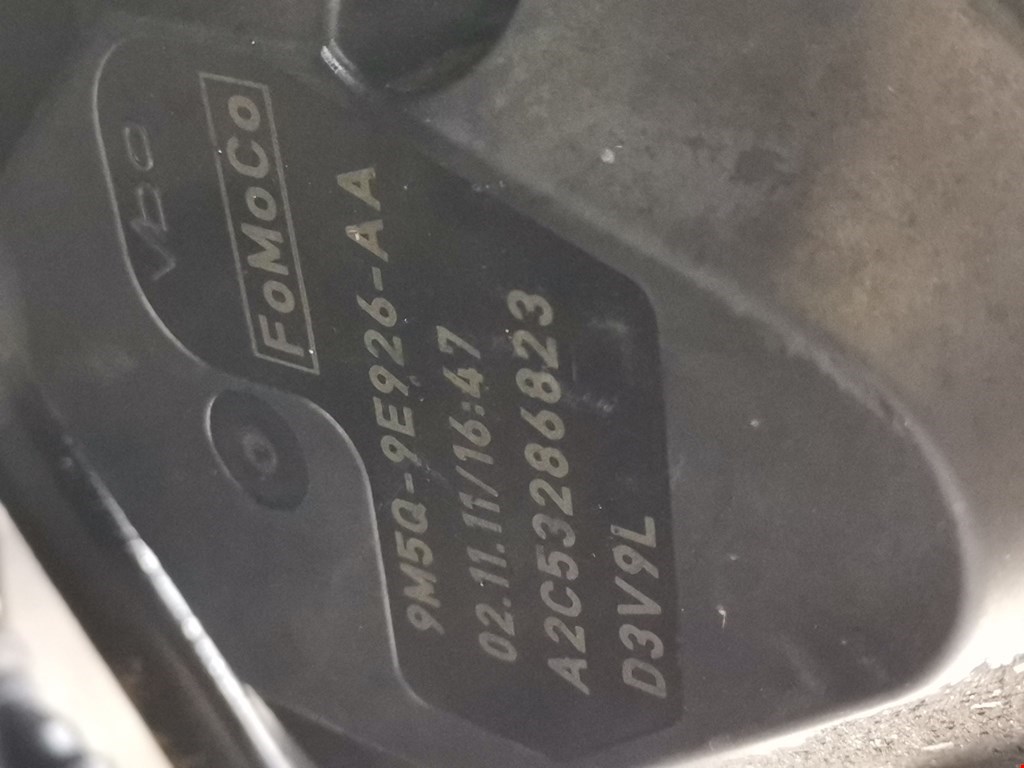 VDO
FoMoCo
9M5Q-9E926-AA
02.11.11/16:47
A2C53286823
D3V9L